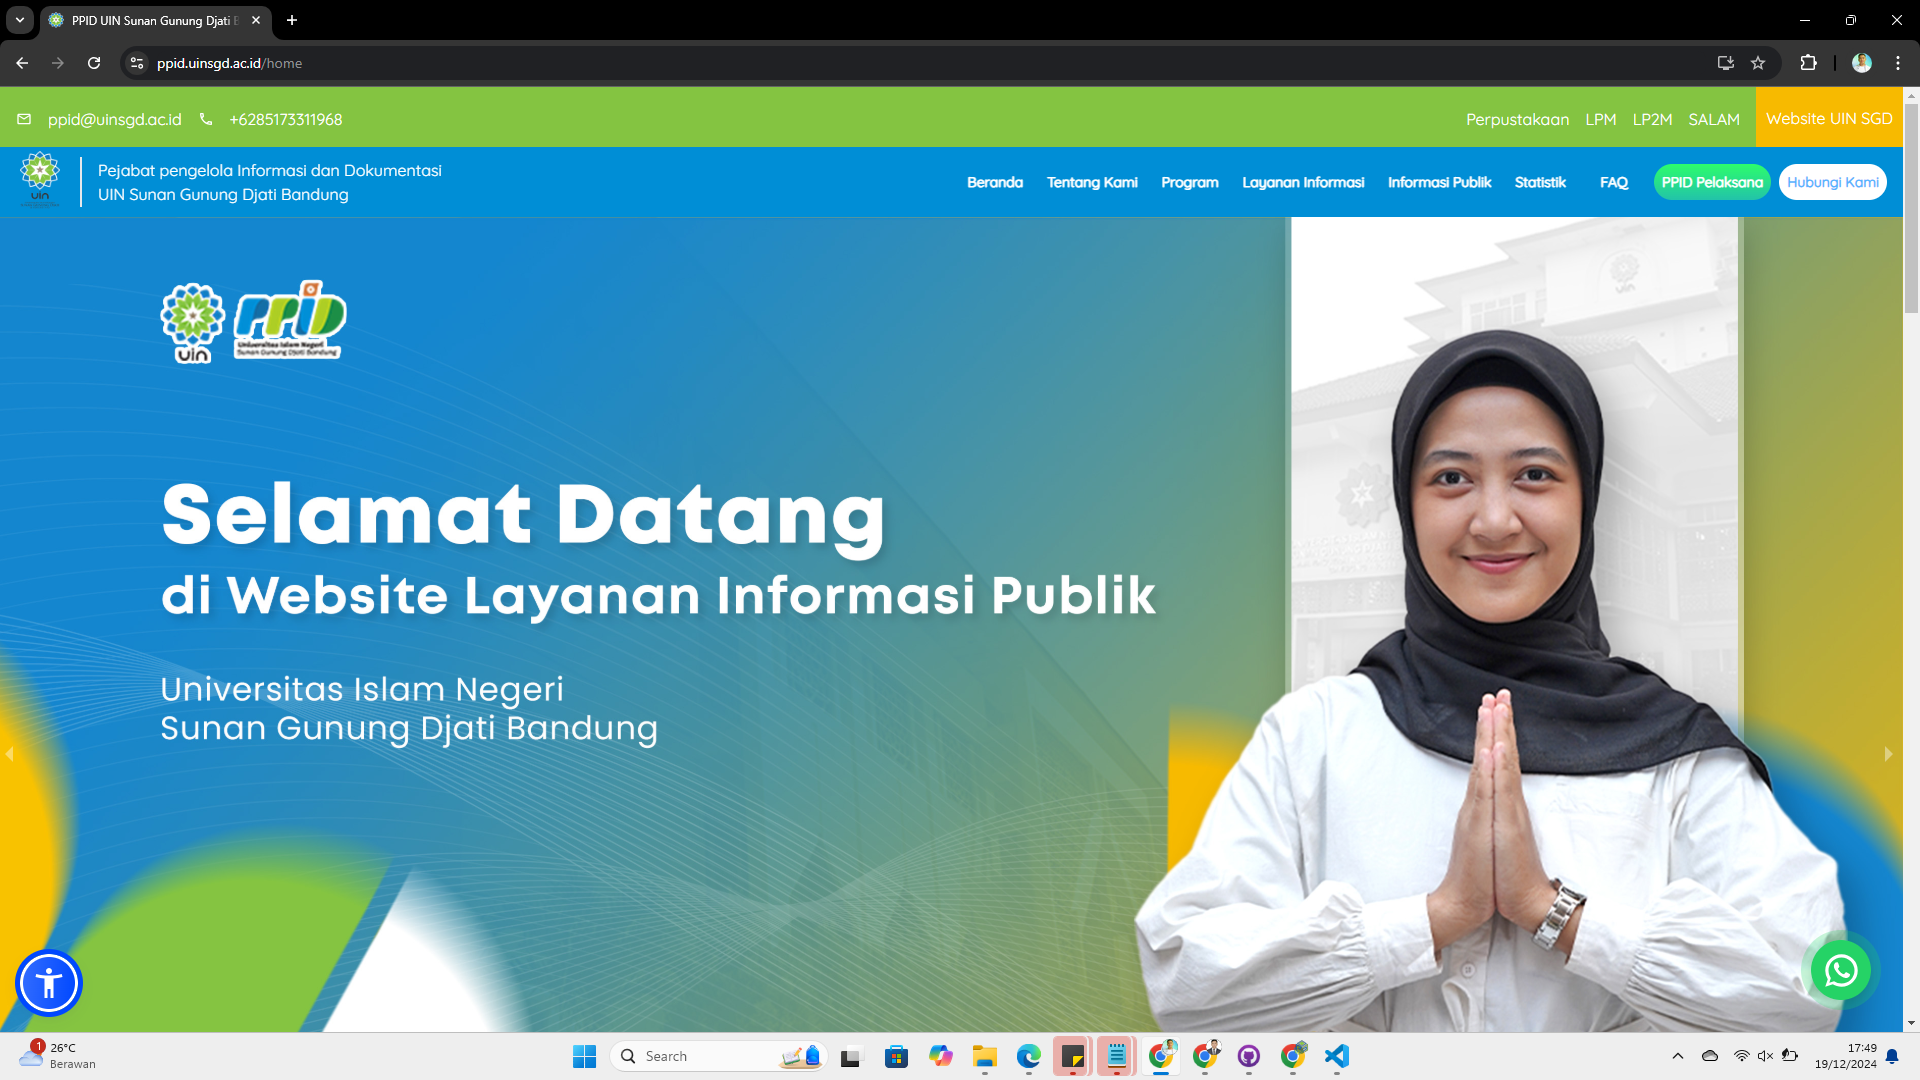 PPID UIN Sunan Gunung Djati B
ppid.uinsgd.ac.id/home
ppid@uinsgd.ac.id
+6285173311968
Perpustakaan
LPM
LP2M
SALAM
Website UIN SGD
uin
Pejabat pengelola Informasi dan Dokumentasi
UIN Sunan Gunung Djati Bandung
Beranda
Tentang Kami
Program
Layanan Informasi
Informasi Publik
Statistik
FAQ
PPID Pelaksana
Hubungi Kami
uin
PPID
Universitas Islam Negeri
Sunan Gunung Djati Bandung
Selamat Datang
di Website Layanan Informasi Publik
Universitas Islam Negeri
Sunan Gunung Djati Bandung
1
26°C
Berawan
Search
17:49
19/12/2024